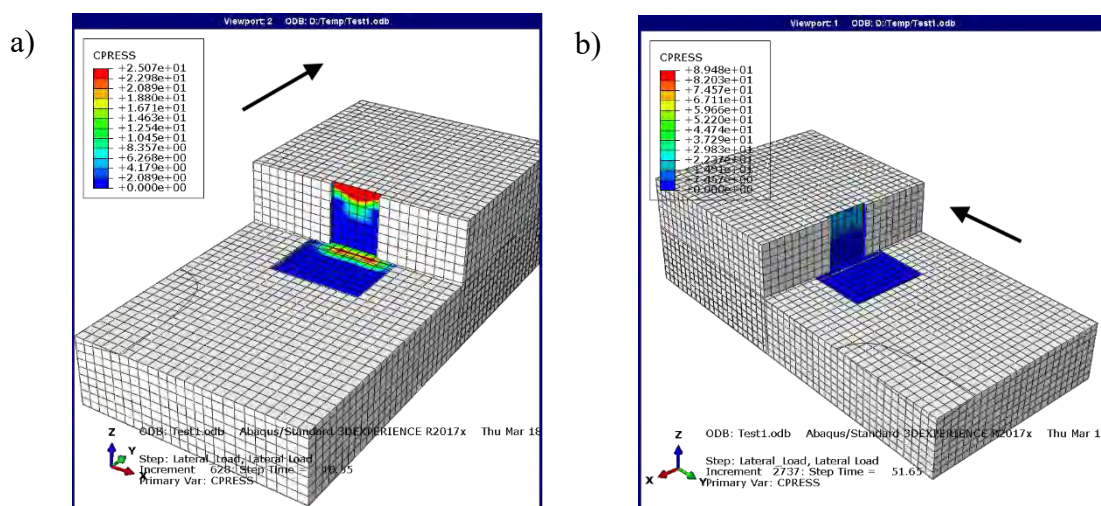 a)
Viewport: 2 ODB: D:/Temp/Test1.odb
CPRESS
+2.507e+01
+2.298e+01
+2.089e+01
+1.880e+01
+1.671e+01
+1.463e+01
+1.254e+01
+1.045e+01
+8.357e+00
+6.268e+00
+4.179e+00
+2.089e+00
+0.000e+00
Z
Y
X
ODB: Test1.odb Abaqus/Standard 3DEXPERIENCE R2017x Thu Mar 18
Step: Lateral_Load, Lateral Load
Increment 628: Step Time =
Primary Var: CPRESS
b)
Viewport: 1 ODB: D:/Temp/Test1.odb
CPRESS
+8.948e+01
+8.203e+01
+7.457e+01
+6.711e+01
+5.966e+01
+5.220e+01
+4.474e+01
+3.729e+01
+2.983e+01
+2.237e+01
+1.491e+01
+7.457e+00
+0.000e+00
Z
X
Y
ODB: Test1.odb Abaqus/Standard 3DEXPERIENCE R2017x Thu Mar 1
Step: Lateral_Load, Lateral Load
Increment 2737: Step Time = 51.65
Primary Var: CPRESS